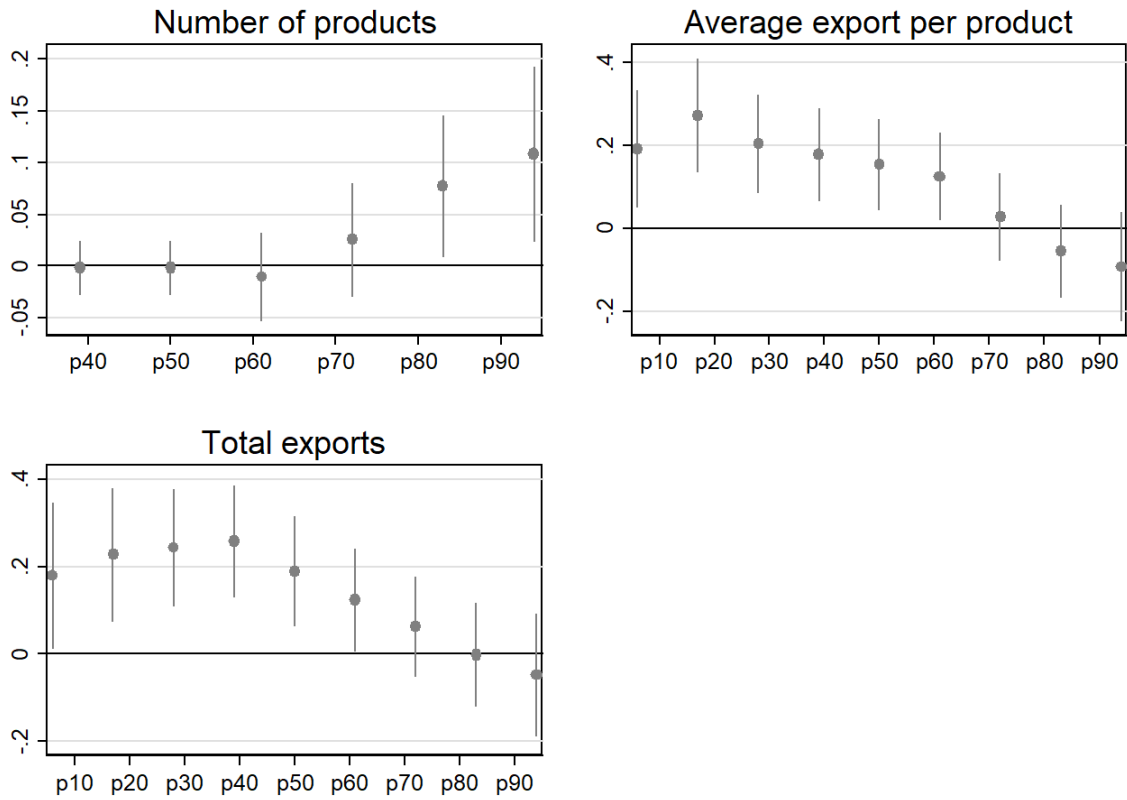 Number of products
.2
.15
.1
.05
0
-.05
p40 p50 p60 p70 p80 p90
Average export per product
.4
.2
0
-.2
p10 p20 p30 p40 p50 p60 p70 p80 p90
Total exports
.4
.2
0
-.2
p10 p20 p30 p40 p50 p60 p70 p80 p90